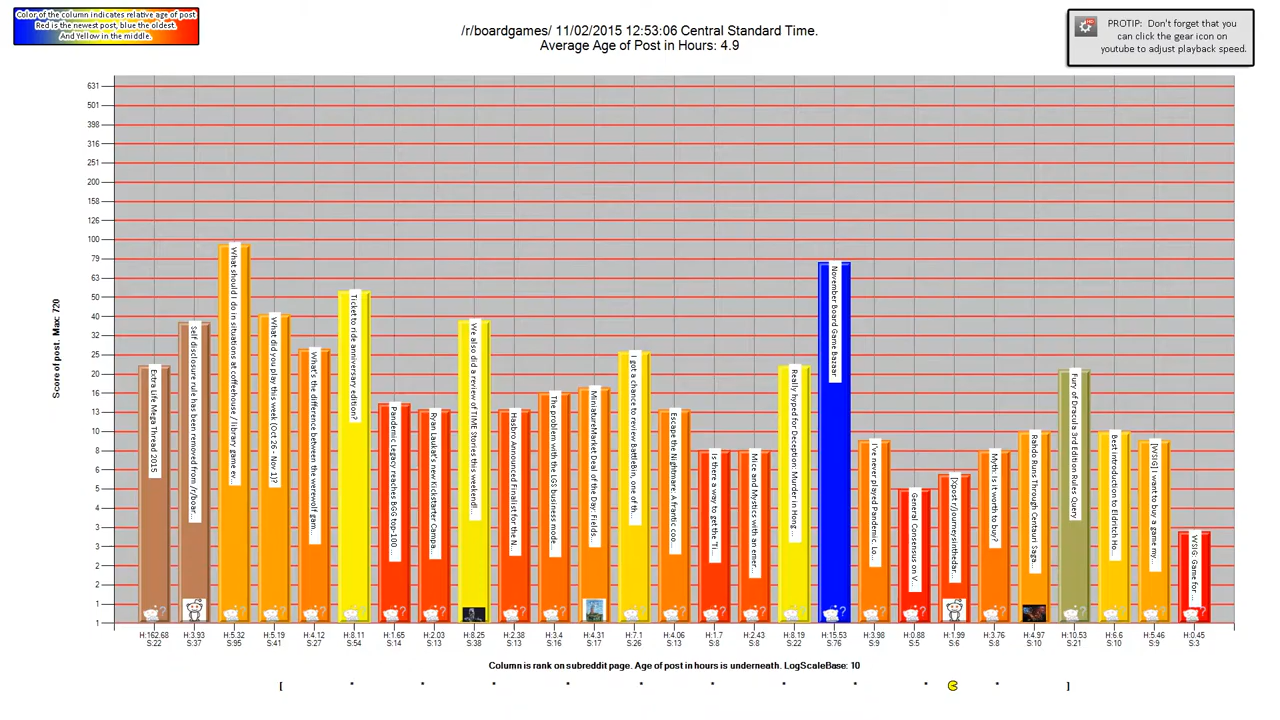 Color of the column indicates relative age of post
Red is the newest post, blue the oldest.
And Yellow in the middle.
/r/boardgames/ 11/02/2015 12:53:06 Central Standard Time.
Average Age of Post in Hours: 4.9
PROTIP: Don't forget that you
can click the gear icon on
youtube to adjust playback speed.
Score of post. Max: 720
631
501
398
316
251
200
158
126
100
79
63
50
40
32
25
20
16
13
10
8
6
5
4
3
3
2
2
1
1
Extra Life Mega Thread 2015
Self disclosure rule has been removed from /r/boar...
What should I do in situations at coffeehouse / library game ev...
What did you play this week (Oct 26 - Nov 1)?
What's the difference between the werewolf gam...
Ticket to ride anniversary edition?
Pandemic Legacy reaches BGG top-100...
Ryan Laukat's new Kickstarter Campa...
We also did a review of TIME Stories this weekend!...
Hasbro Announced Finalist for the N...
The problem with the LGS business mode...
MiniatureMarket Deal of the Day: Fields...
I got a chance to review BattleBin, one of th...
Escape the Nightmare: A frantic coo...
Is there a way to get the 'Ti...
Mice and Mystics with an emer...
Really hyped for Deception: Murder in Hong...
November Board Game Bazaar
I've never played Pandemic. Lo...
General Consensus on V...
[Xpost r/journeysinthedar...
Myth: Is it worth to buy?
Rahdo Runs Through Centauri Saga...
Fury of Dracula 3rd Edition Rules Query
Best introduction to Eldritch Ho...
[WSIG] I want to buy a game my...
WSIG: Game for...
H:162.68 H:3.93 H:5.32 H:5.19 H:4.12 H:8.11 H:1.65 H:2.03 H:8.25 H:2.38 H:3.4 H:4.31 H:7.1 H:4.06 H:1.7 H:2.43 H:8.19 H:15.53 H:3.98 H:0.88 H:1.99 H:3.76 H:4.97 H:10.53 H:6.6 H:5.46 H:0.45
S:22 S:37 S:95 S:41 S:27 S:54 S:14 S:13 S:38 S:13 S:16 S:17 S:26 S:13 S:8 S:8 S:22 S:76 S:9 S:5 S:6 S:8 S:10 S:21 S:10 S:9 S:3
Column is rank on subreddit page. Age of post in hours is underneath. LogScaleBase: 10